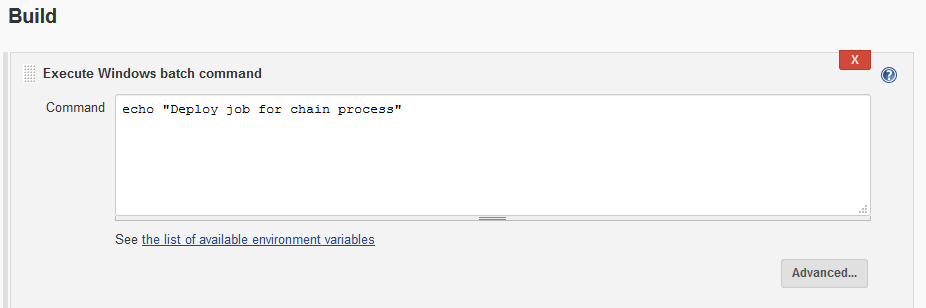 Build
X
Execute Windows batch command
?
Command
echo "Deploy job for chain process"
See the list of available environment variables
Advanced...